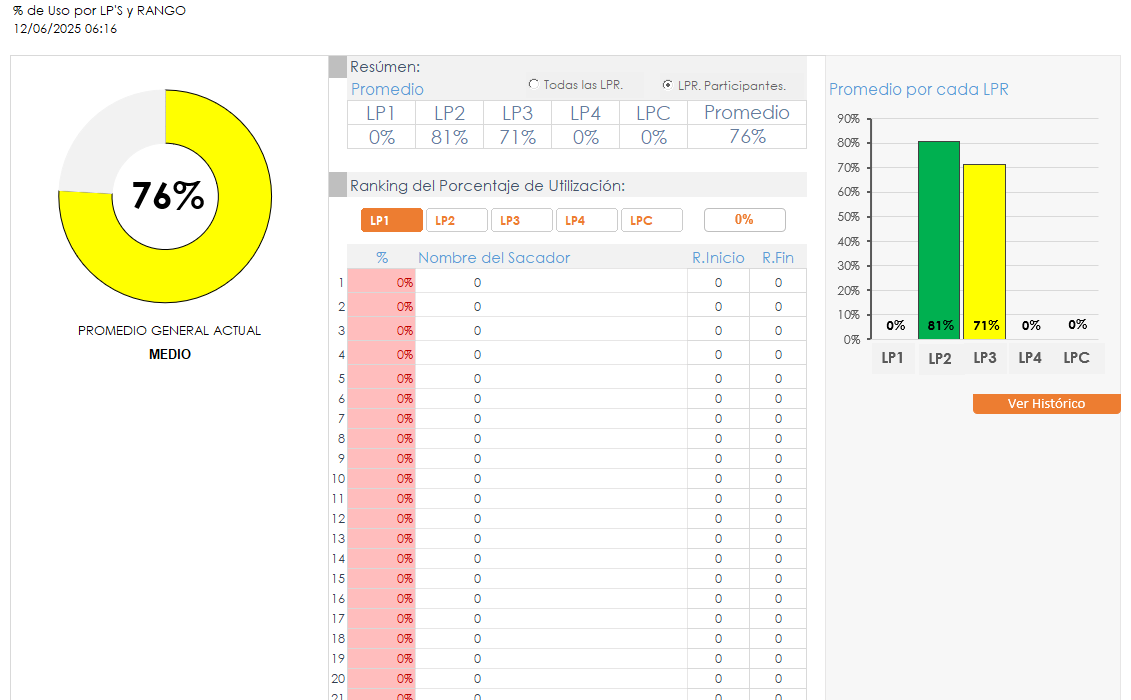 % de Uso por LP'S y RANGO
12/06/2025 06:16
76%
PROMEDIO GENERAL ACTUAL
MEDIO
Resúmen:
Promedio
Todas las LPR.
LPR. Participantes.
LP1 LP2 LP3 LP4 LPC Promedio
0% 81% 71% 0% 0% 76%
Ranking del Porcentaje de Utilización:
LP1 LP2 LP3 LP4 LPC 0%
% Nombre del Sacador R.Inicio R.Fin
1 0% 0 0 0
2 0% 0 0 0
3 0% 0 0 0
4 0% 0 0 0
5 0% 0 0 0
6 0% 0 0 0
7 0% 0 0 0
8 0% 0 0 0
9 0% 0 0 0
10 0% 0 0 0
11 0% 0 0 0
12 0% 0 0 0
13 0% 0 0 0
14 0% 0 0 0
15 0% 0 0 0
16 0% 0 0 0
17 0% 0 0 0
18 0% 0 0 0
19 0% 0 0 0
20 0% 0 0 0
21 0% 0 0 0
Promedio por cada LPR
90%
80%
70%
60%
50%
40%
30%
20%
10%
0%
0% 81% 71% 0% 0%
LP1 LP2 LP3 LP4 LPC
Ver Histórico